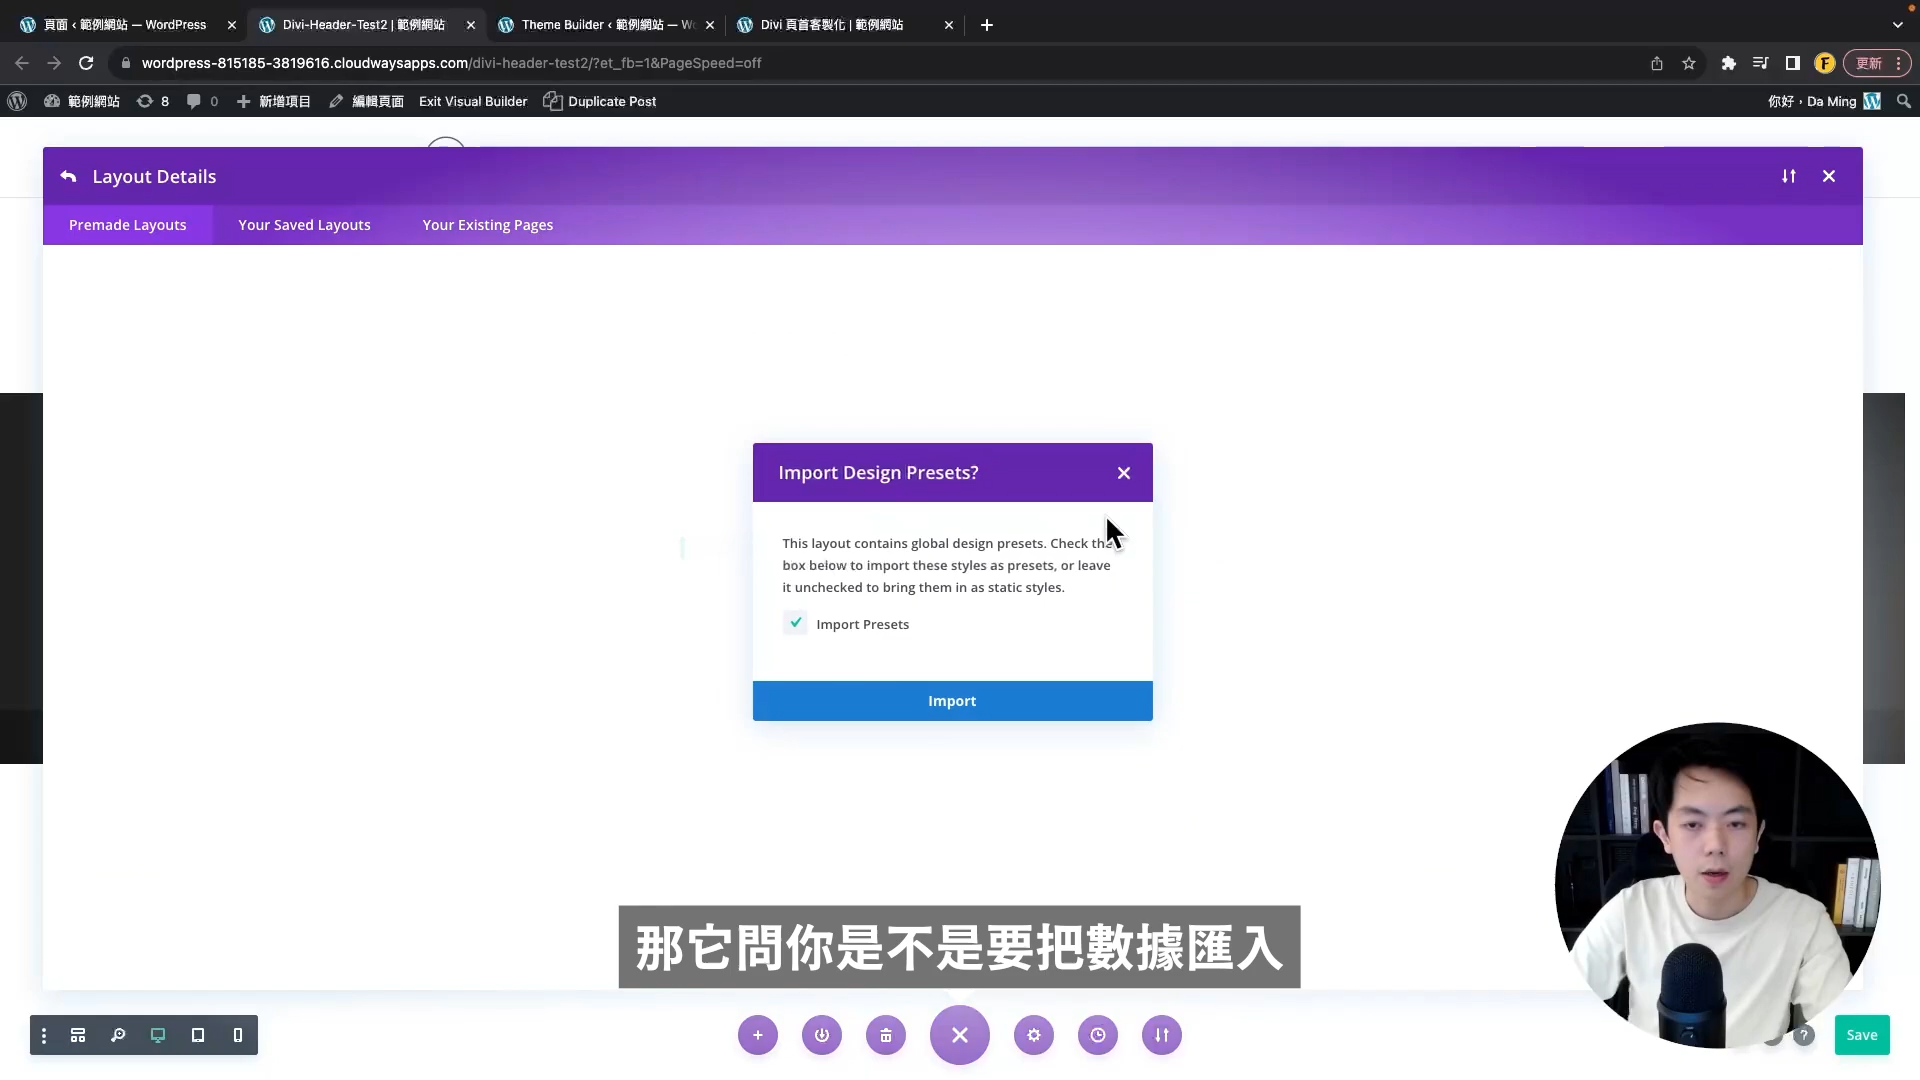 頁面 ‹ 範例網站 — WordPress
Divi-Header-Test2 | 範例網站
Theme Builder ‹ 範例網站 — Wo
Divi 頁首客製化 | 範例網站
wordpress-815185-3819616.cloudwaysapps.com/divi-header-test2/?et_fb=1&PageSpeed=off
F
更新
範例網站
8
0
新增項目
編輯頁面
Exit Visual Builder
Duplicate Post
你好，Da Ming
Layout Details
Premade Layouts
Your Saved Layouts
Your Existing Pages
Import Design Presets?
This layout contains global design presets. Check the
box below to import these styles as presets, or leave
it unchecked to bring them in as static styles.
Import Presets
Import
那它問你是不是要把數據匯入
?
Save